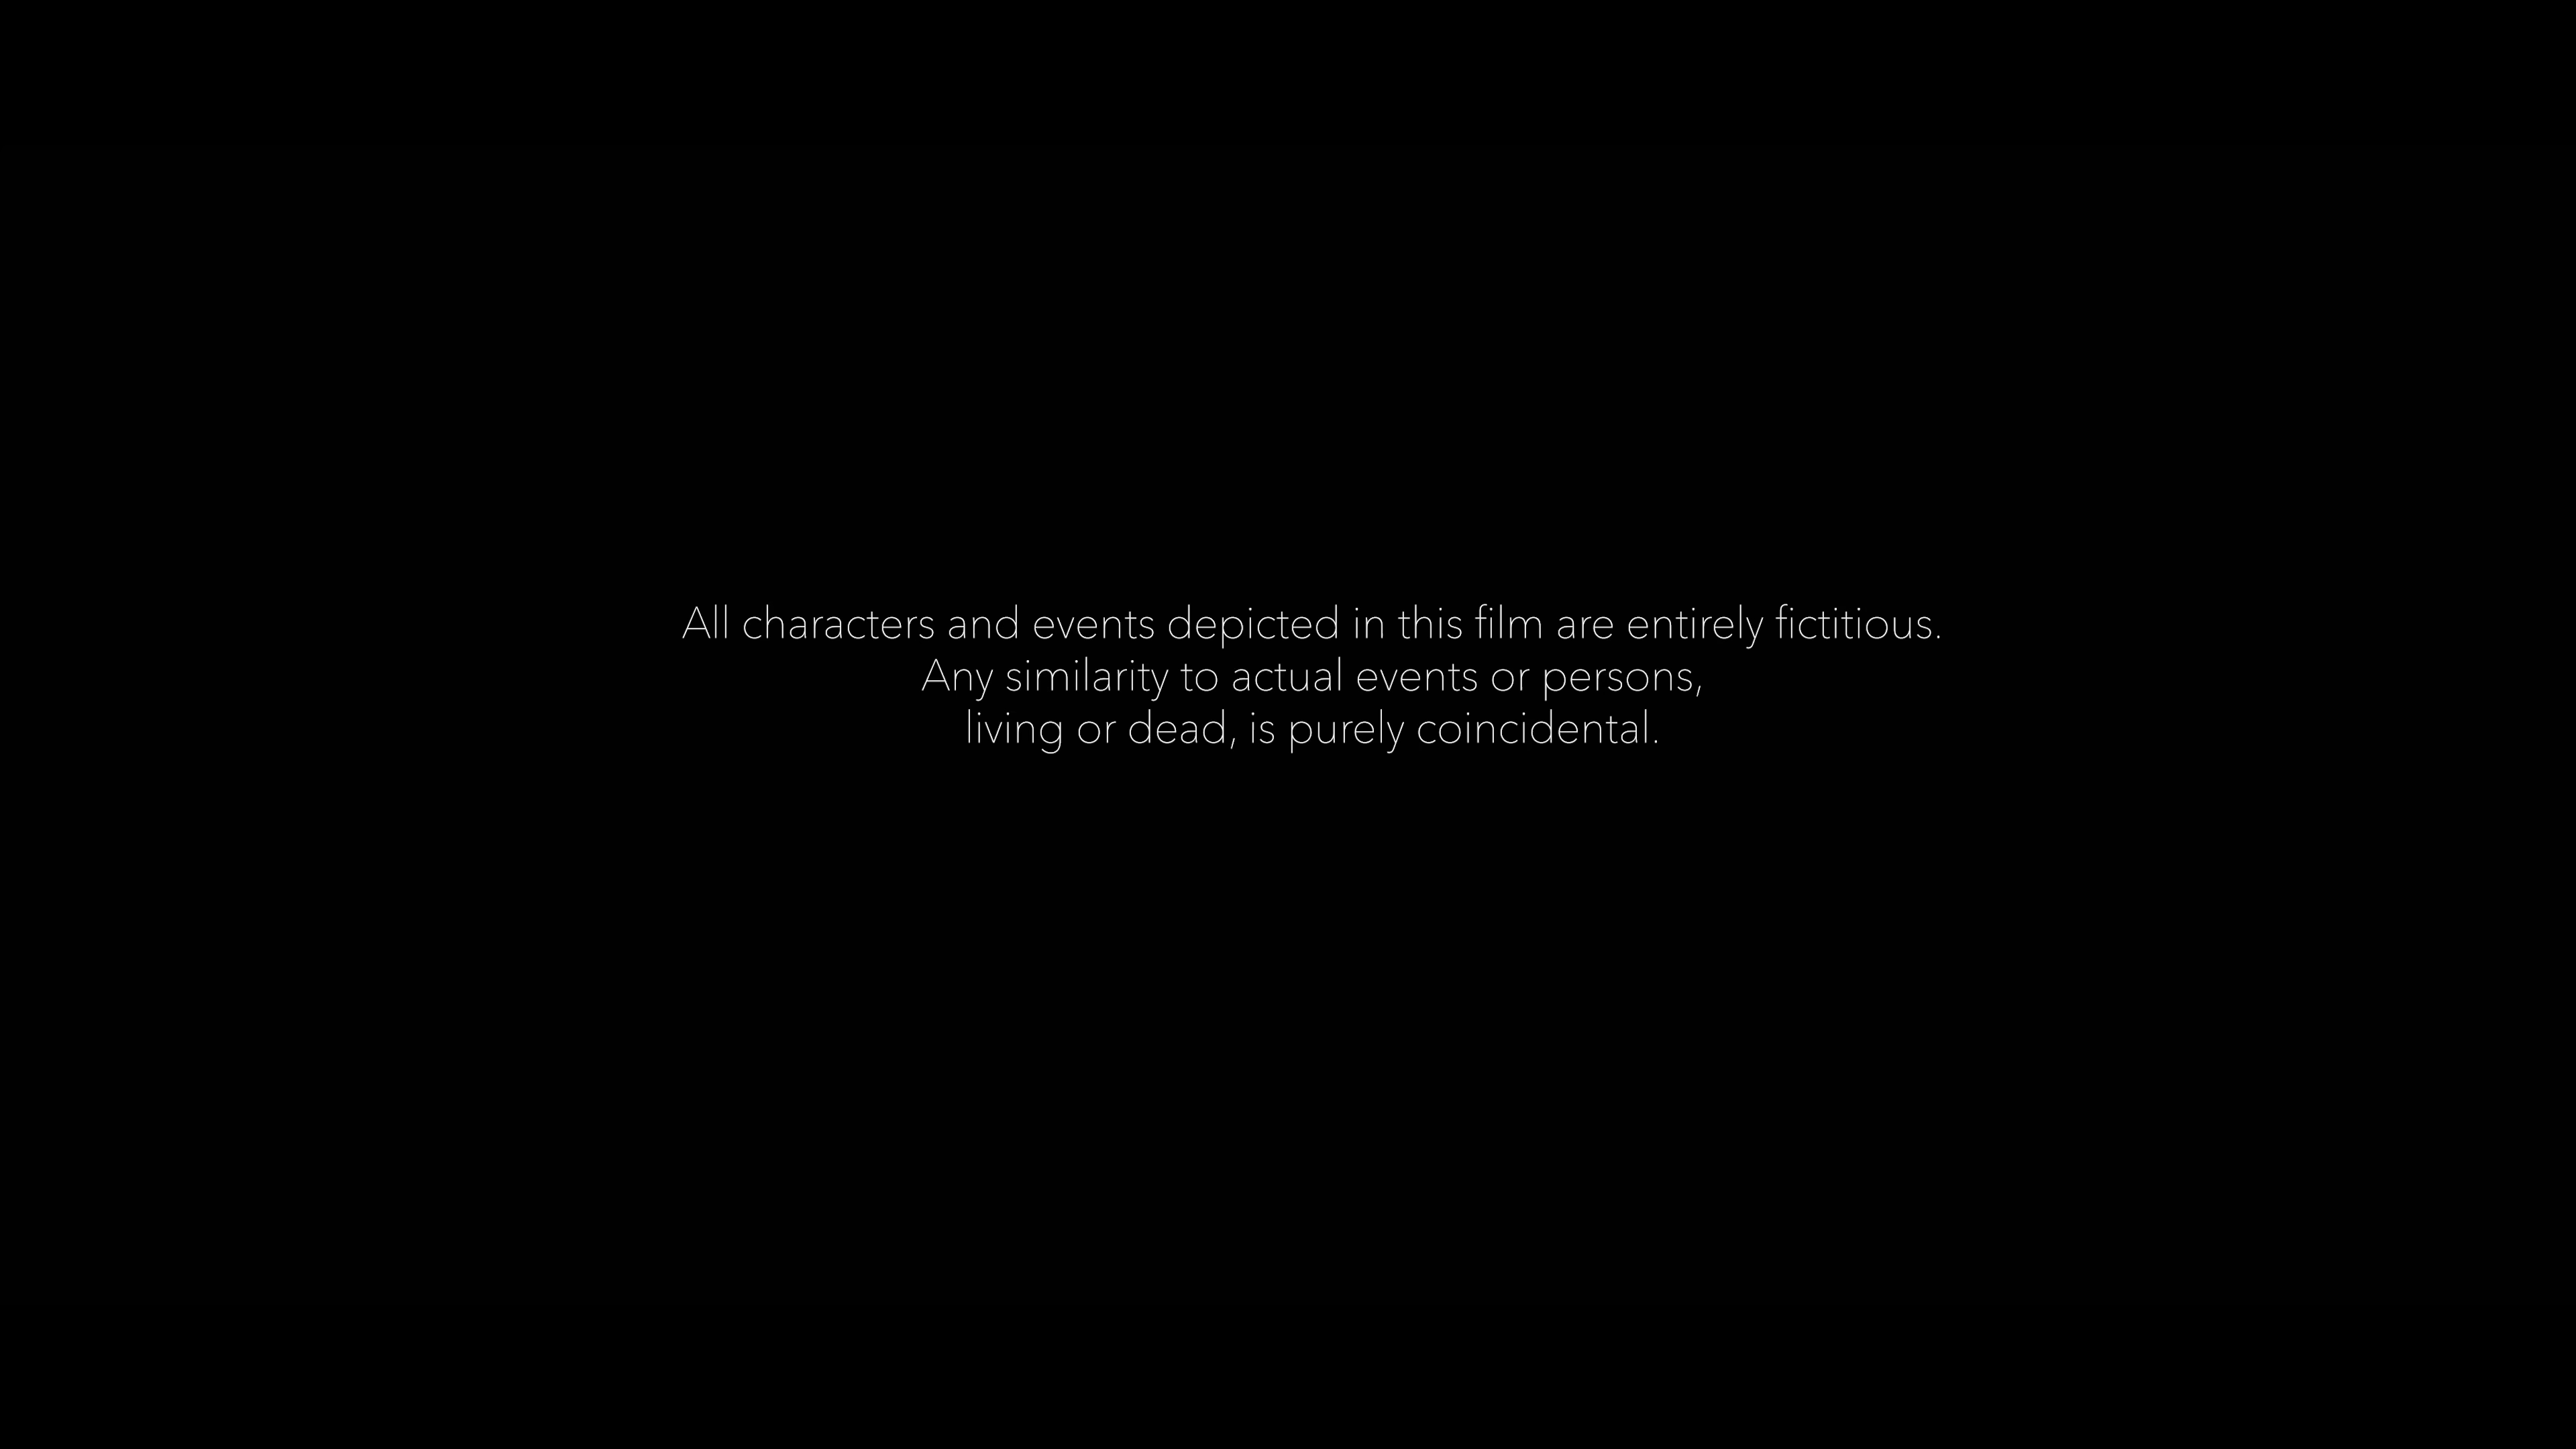 All characters and events depicted in this film are entirely fictitious.
Any similarity to actual events or persons,
living or dead, is purely coincidental.